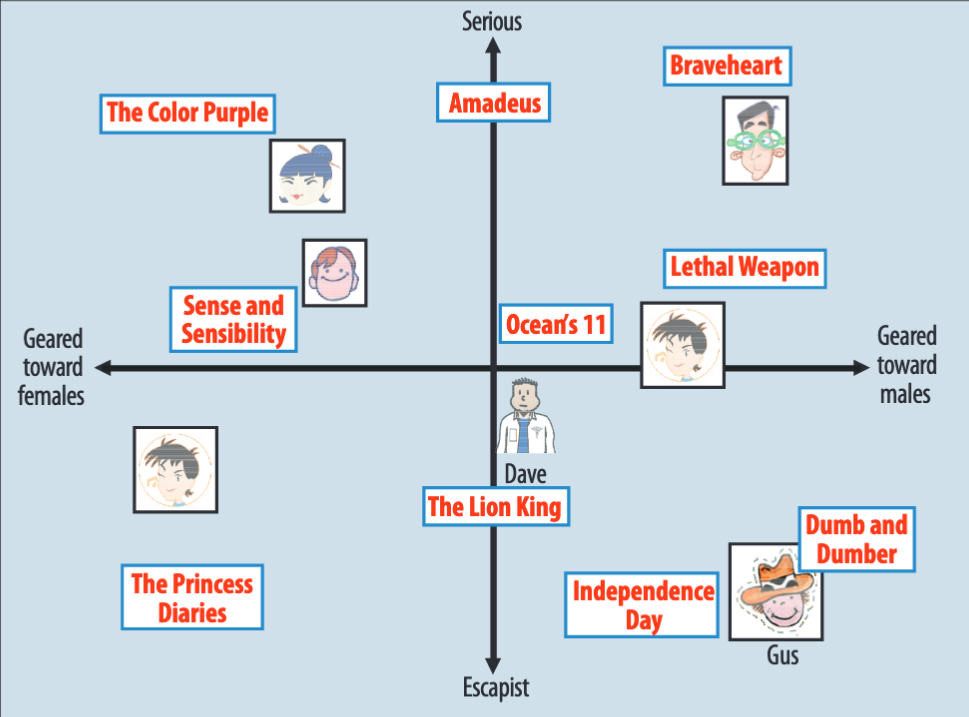 Serious
Braveheart
Amadeus
The Color Purple
Lethal Weapon
Sense and
Sensibility
Ocean's 11
Geared
toward
females
Geared
toward
males
Dave
The Lion King
Dumb and
Dumber
The Princess
Diaries
Independence
Day
Gus
Escapist